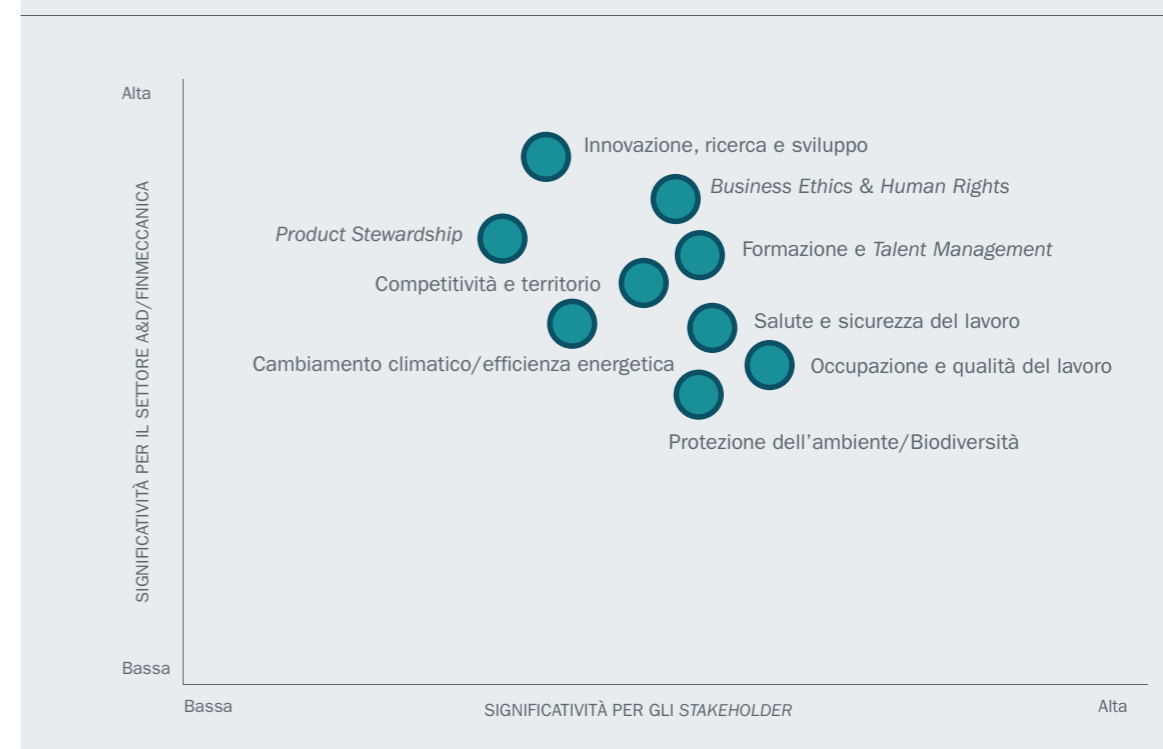 Alta
Innovazione, ricerca e sviluppo
Business Ethics & Human Rights
Product Stewardship
Formazione e Talent Management
Competitività e territorio
Salute e sicurezza del lavoro
Cambiamento climatico/efficienza energetica
Occupazione e qualità del lavoro
Protezione dell'ambiente/Biodiversità
SIGNIFICATIVITÀ PER IL SETTORE A&D/FINMECCANICA
Bassa
Bassa
SIGNIFICATIVITÀ PER GLI STAKEHOLDER
Alta